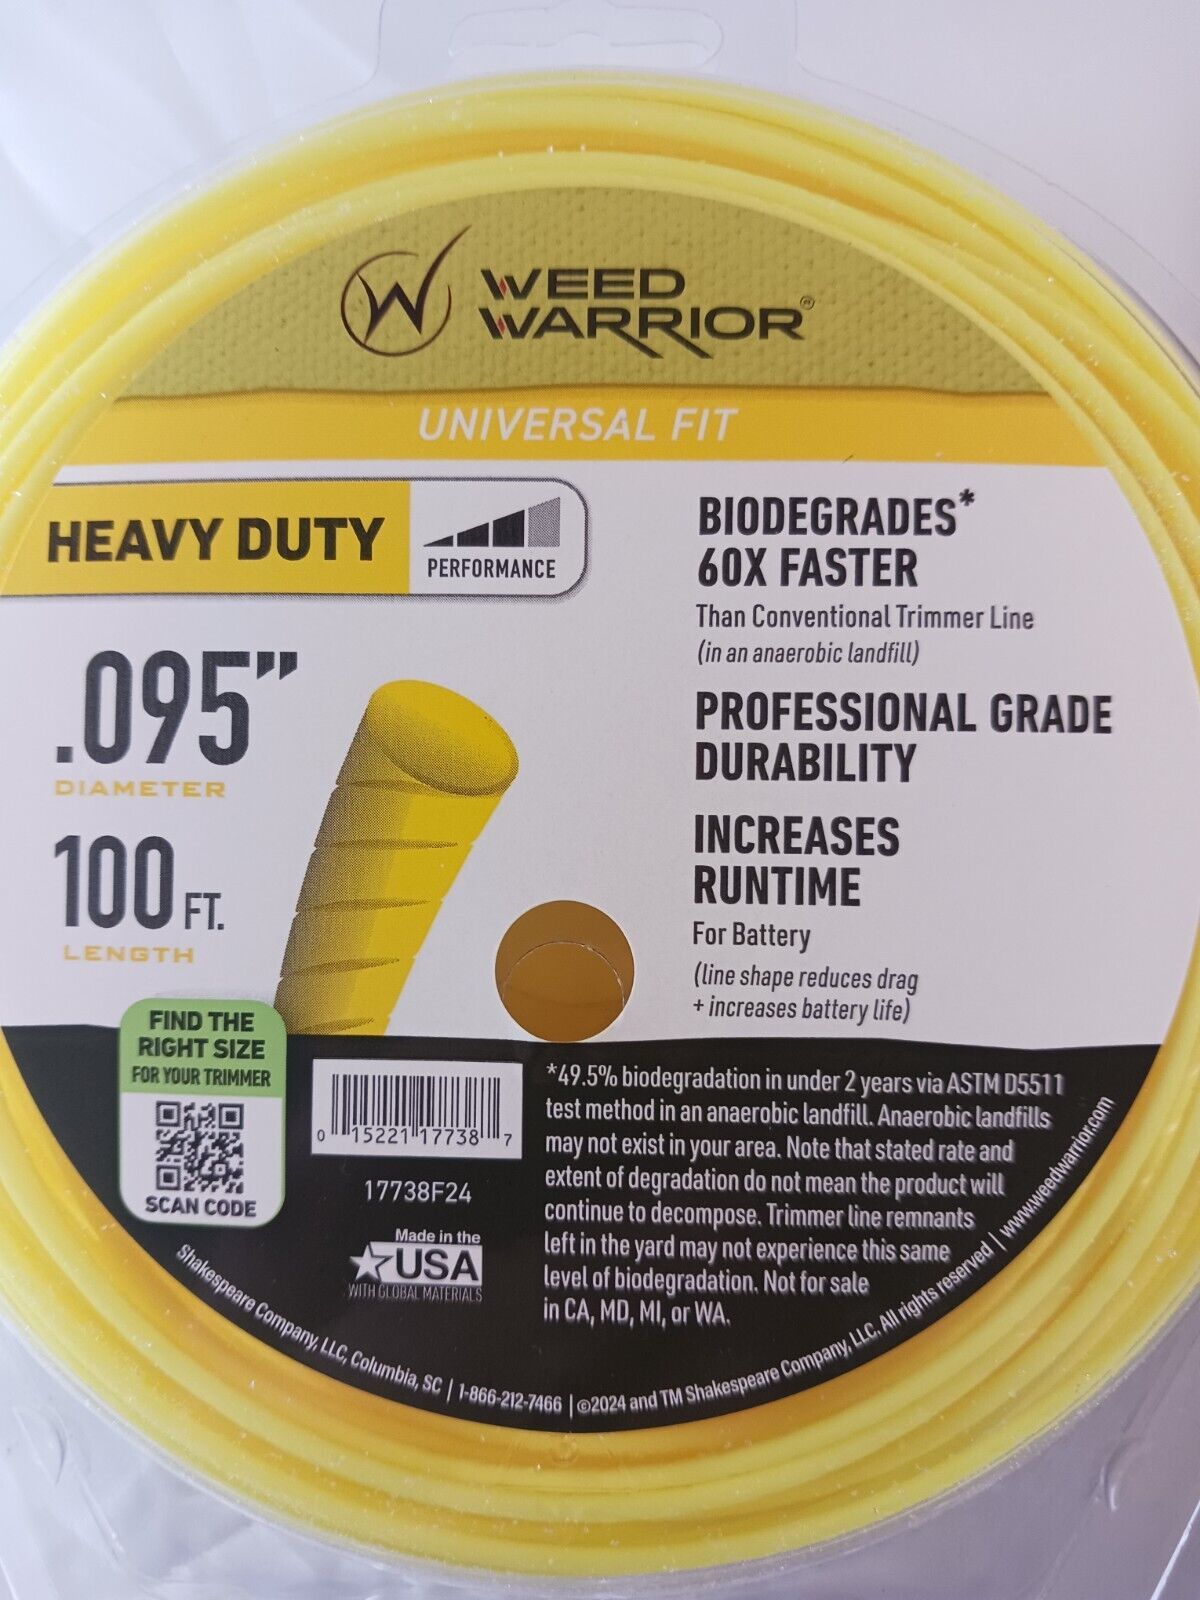 W WEED
WARRIOR®
UNIVERSAL FIT
HEAVY DUTY
PERFORMANCE
.095”
DIAMETER
100 FT.
LENGTH
BIODEGRADES*
60X FASTER
Than Conventional Trimmer Line
(in an anaerobic landfill)
PROFESSIONAL GRADE
DURABILITY
INCREASES
RUNTIME
For Battery
(line shape reduces drag
+ increases battery life)
FIND THE
RIGHT SIZE
FOR YOUR TRIMMER
SCAN CODE
0 15221 17738 7
17738F24
Made in the
USA
WITH GLOBAL MATERIALS
*49.5% biodegradation in under 2 years via ASTM D5511
test method in an anaerobic landfill. Anaerobic landfills
may not exist in your area. Note that stated rate and
extent of degradation do not mean the product will
continue to decompose. Trimmer line remnants
left in the yard may not experience this same
level of biodegradation. Not for sale
in CA, MD, MI, or WA.
Shakespeare Company, LLC, Columbia, SC | 1-866-212-7466 | ©2024 and TM Shakespeare Company, LLC. All rights reserved | www.weedwarrior.com